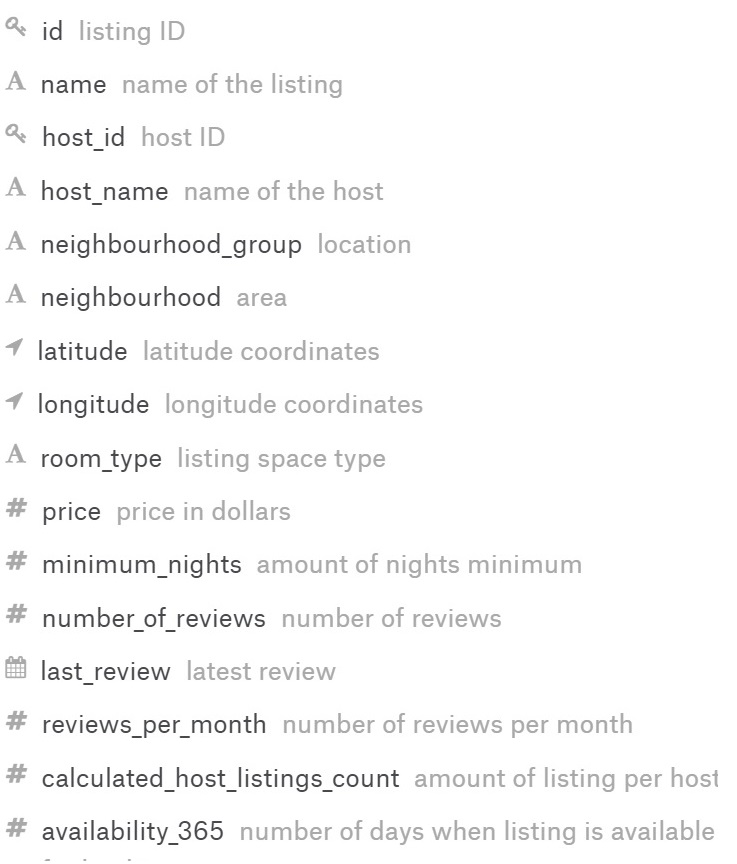 id listing ID
name name of the listing
host_id host ID
host_name name of the host
neighbourhood_group location
neighbourhood area
latitude latitude coordinates
longitude longitude coordinates
room_type listing space type
price price in dollars
minimum_nights amount of nights minimum
number_of_reviews number of reviews
last_review latest review
reviews_per_month number of reviews per month
calculated_host_listings_count amount of listing per host
availability_365 number of days when listing is available